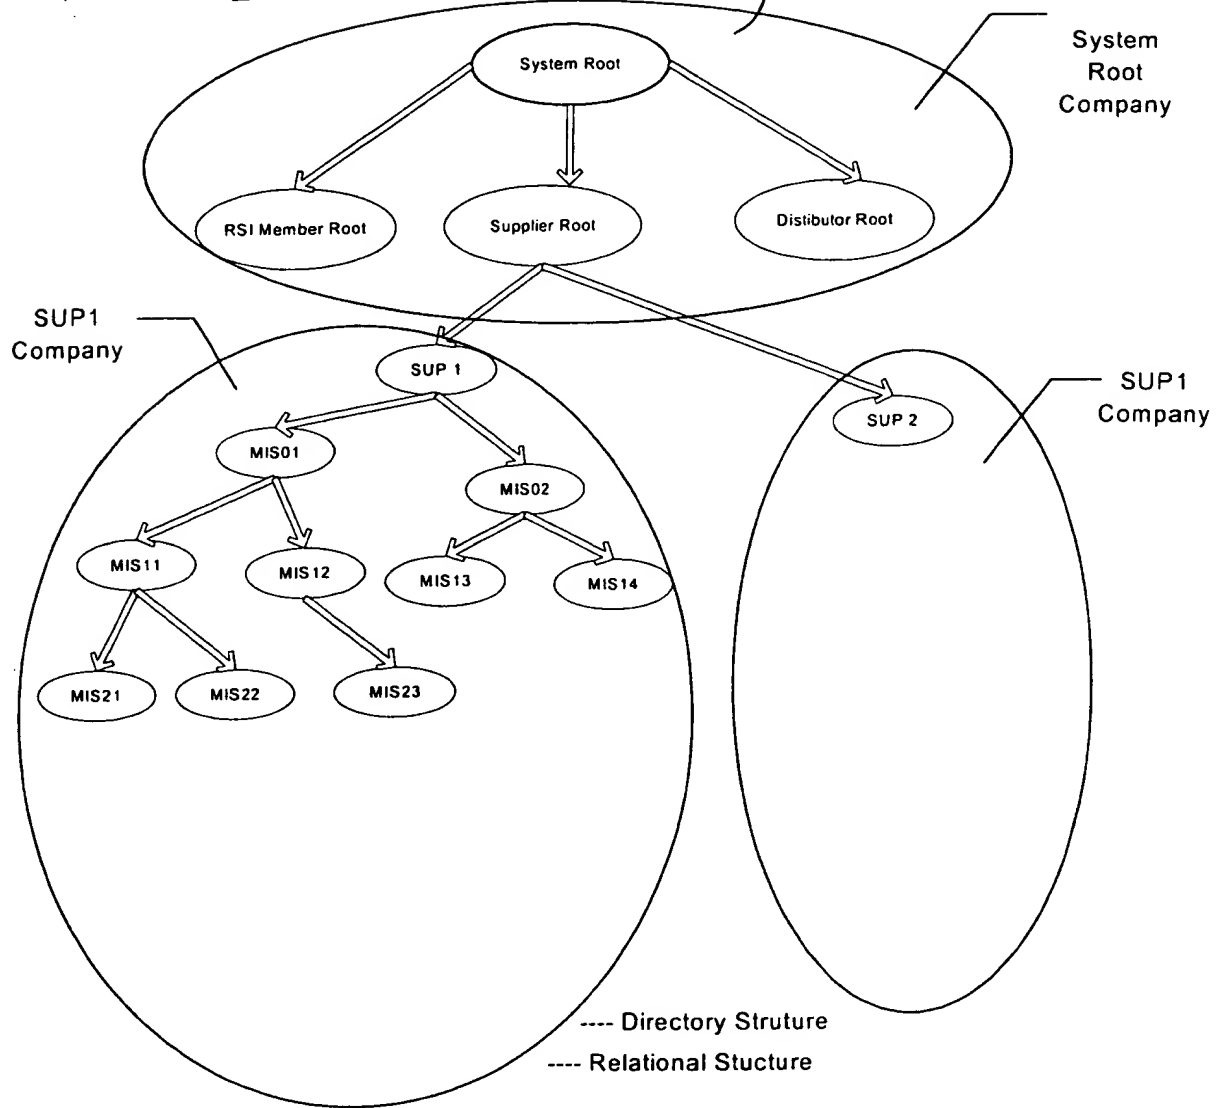 System Root
System
Root
Company
RSI Member Root
Supplier Root
Distibutor Root
SUP1
Company
SUP 1
SUP 2
SUP1
Company
MIS01
MIS02
MIS11
MIS12
MIS13
MIS14
MIS21
MIS22
MIS23
---- Directory Struture
---- Relational Stucture